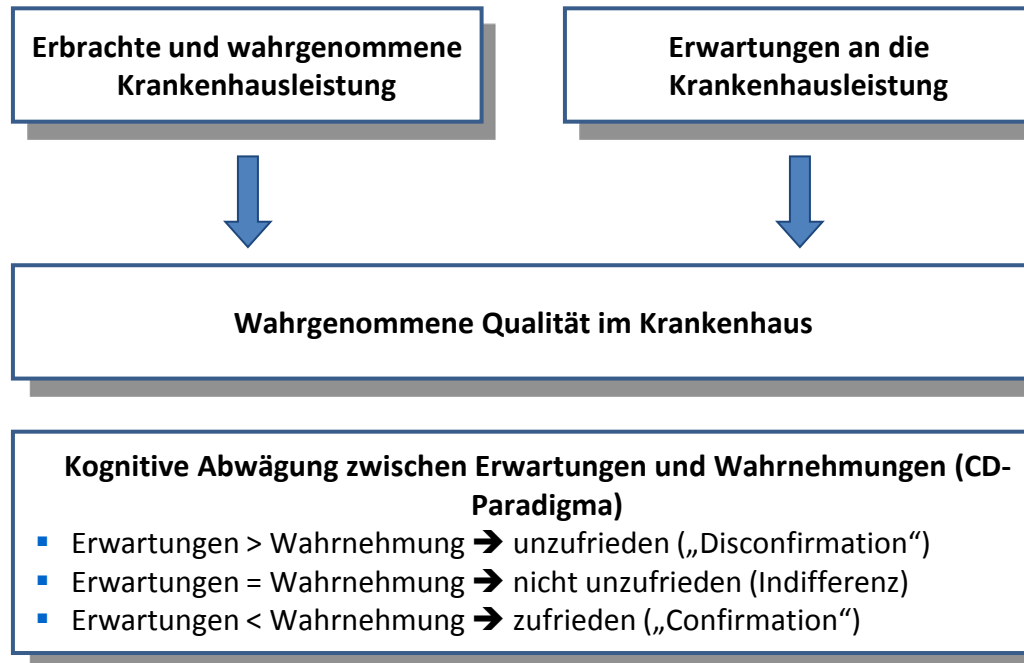 Erbrachte und wahrgenommene
Krankenhausleistung
Erwartungen an die
Krankenhausleistung
Wahrgenommene Qualität im Krankenhaus
Kognitive Abwägung zwischen Erwartungen und Wahrnehmungen (CD-
Paradigma)
▪ Erwartungen > Wahrnehmung ➔ unzufrieden („Disconfirmation“)
▪ Erwartungen = Wahrnehmung ➔ nicht unzufrieden (Indifferenz)
▪ Erwartungen < Wahrnehmung ➔ zufrieden („Confirmation“)